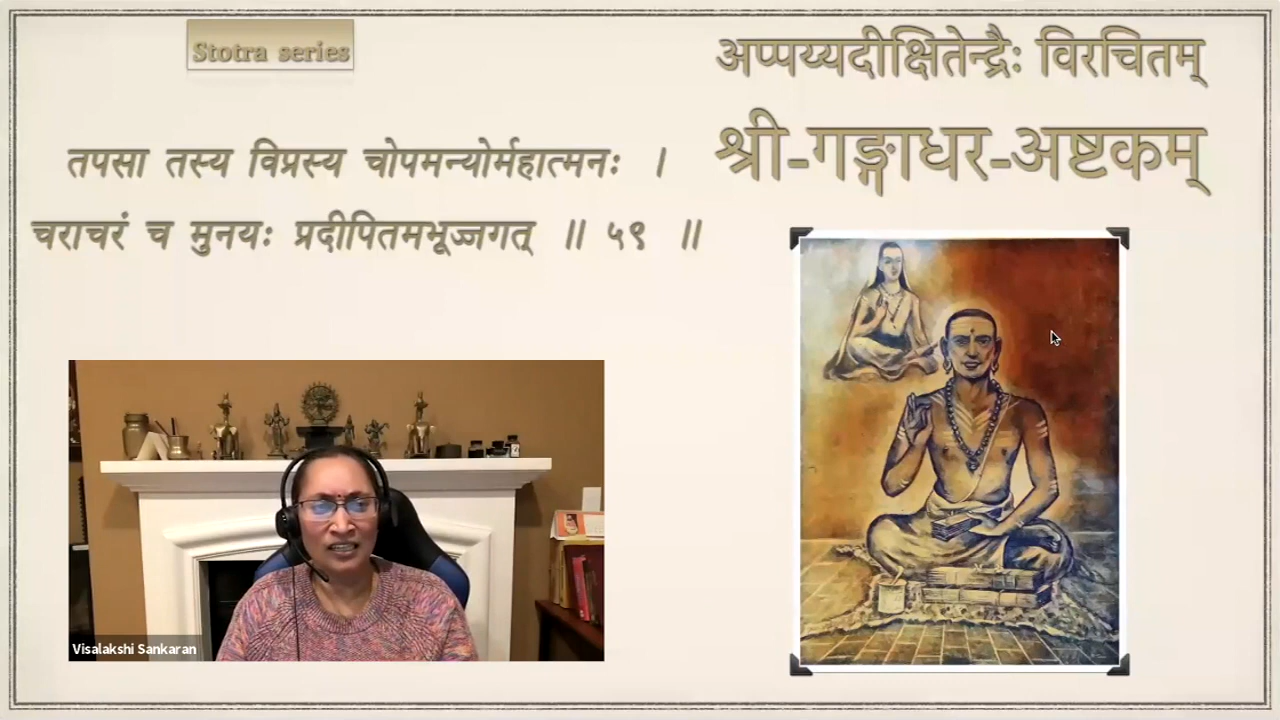 Stotra series
अप्पय्यदीक्षितेन्द्रैः विरचितम्
श्री-गङ्गाधर-अष्टकम्
तपसा तस्य विप्रस्य चोपमन्योर्महात्मनः ।
चराचरं च मुनयः प्रदीपितमभूज्जगत् ॥ ५९ ॥
Visalakshi Sankaran